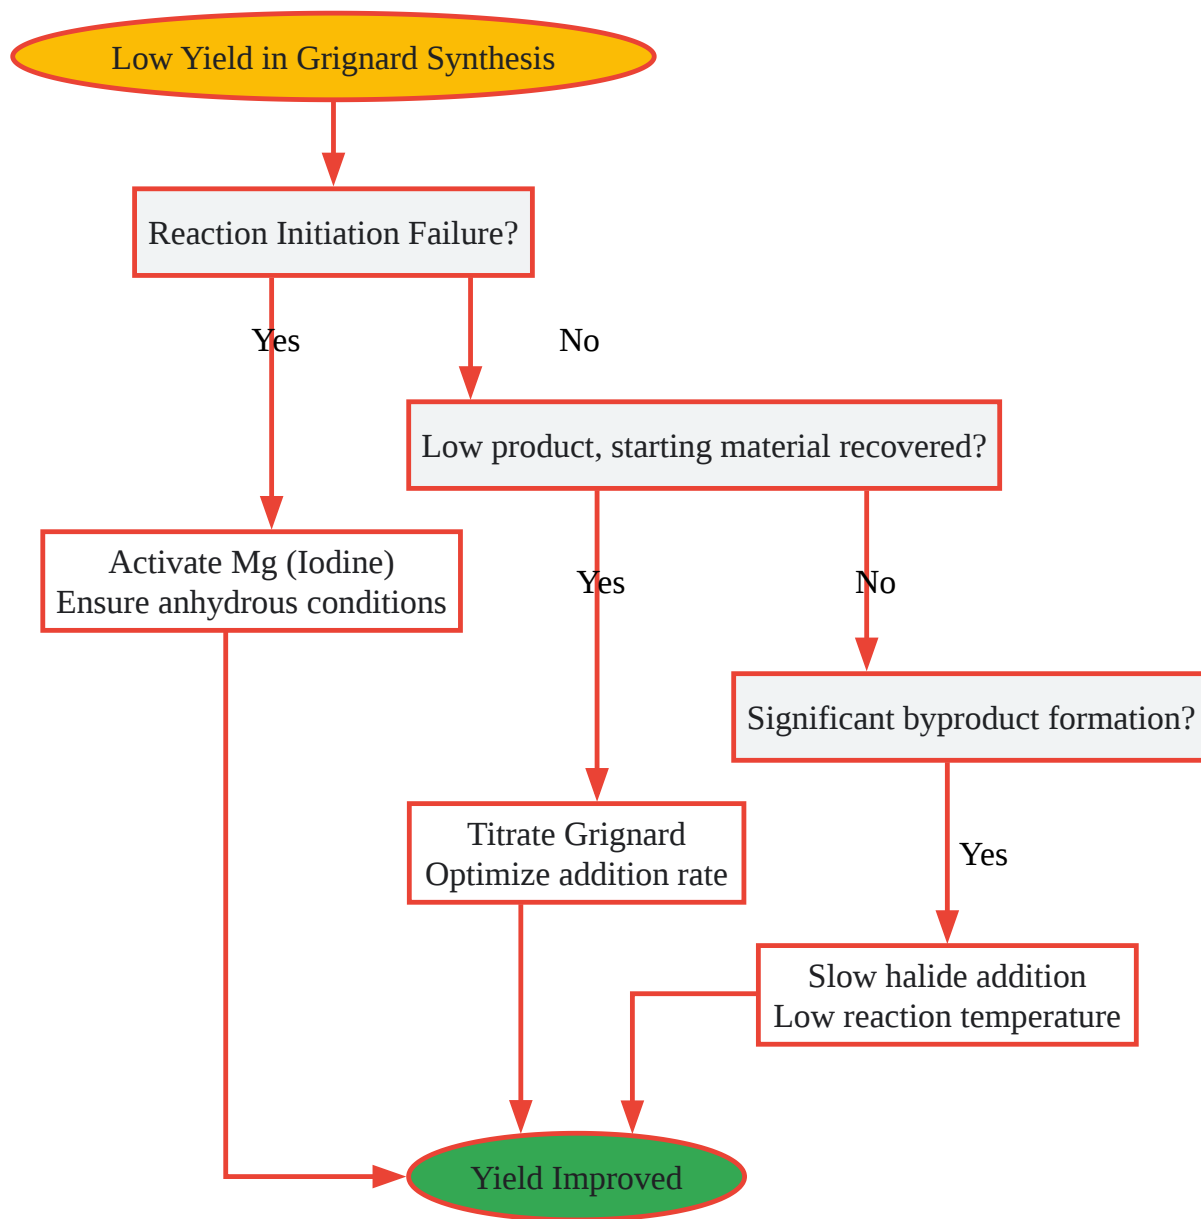 Low Yield in Grignard Synthesis
Reaction Initiation Failure?
Yes
No
Low product, starting material recovered?
Activate Mg (Iodine)
Ensure anhydrous conditions
Yes
No
Significant byproduct formation?
Titrate Grignard
Optimize addition rate
Yes
Slow halide addition
Low reaction temperature
Yield Improved